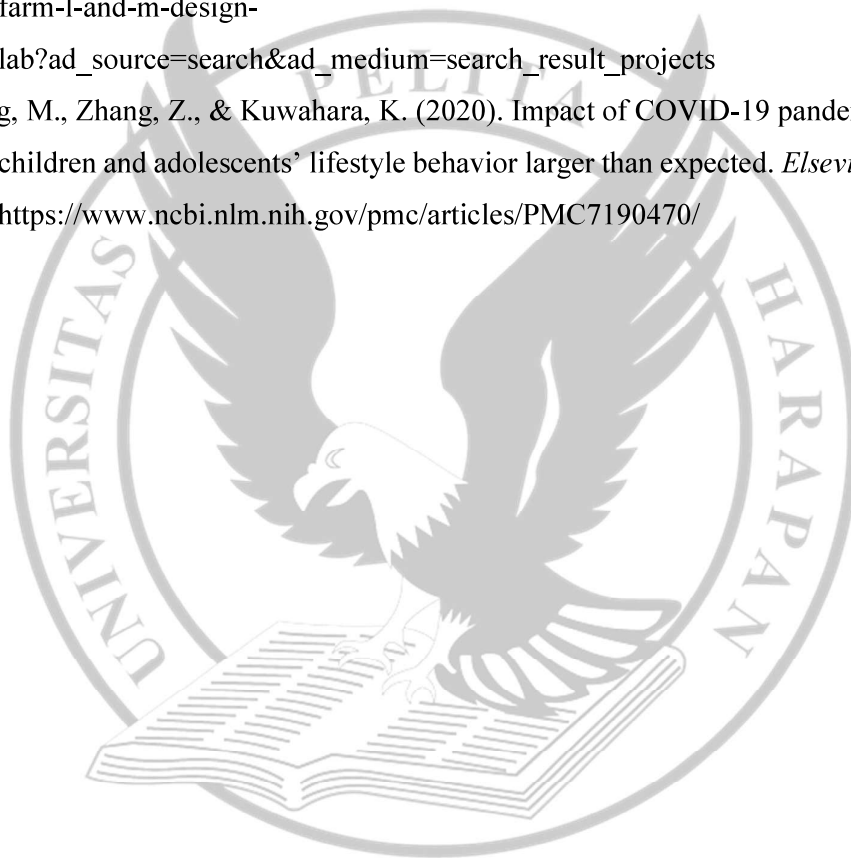 farm-l-and-m-design-
lab?ad_source=search&ad_medium=search_result_projects
g, M., Zhang, Z., & Kuwahara, K. (2020). Impact of COVID-19 pande
children and adolescents’ lifestyle behavior larger than expected. Elsevi
https://www.ncbi.nlm.nih.gov/pmc/articles/PMC7190470/
UNIVERSITAS
PELITA
HARAPAN